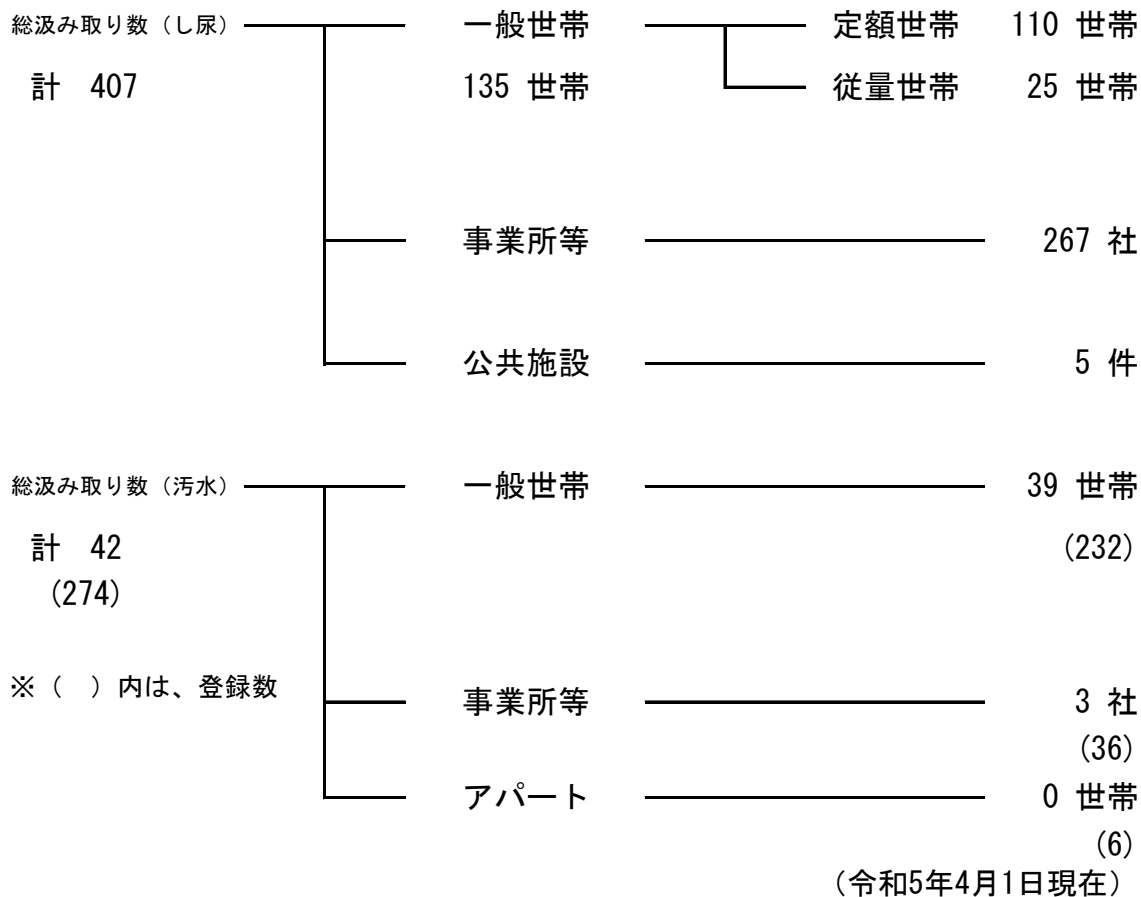 総汲み取り数（し尿） 一般世帯 定額世帯 110 世帯
計 407 135 世帯 従量世帯 25 世帯
事業所等 267 社
公共施設 5 件
総汲み取り数（汚水） 一般世帯 39 世帯
計 42 (232)
(274)
※（ ）内は、登録数
事業所等 3 社
(36)
アパート 0 世帯
(6)
（令和5年4月1日現在）